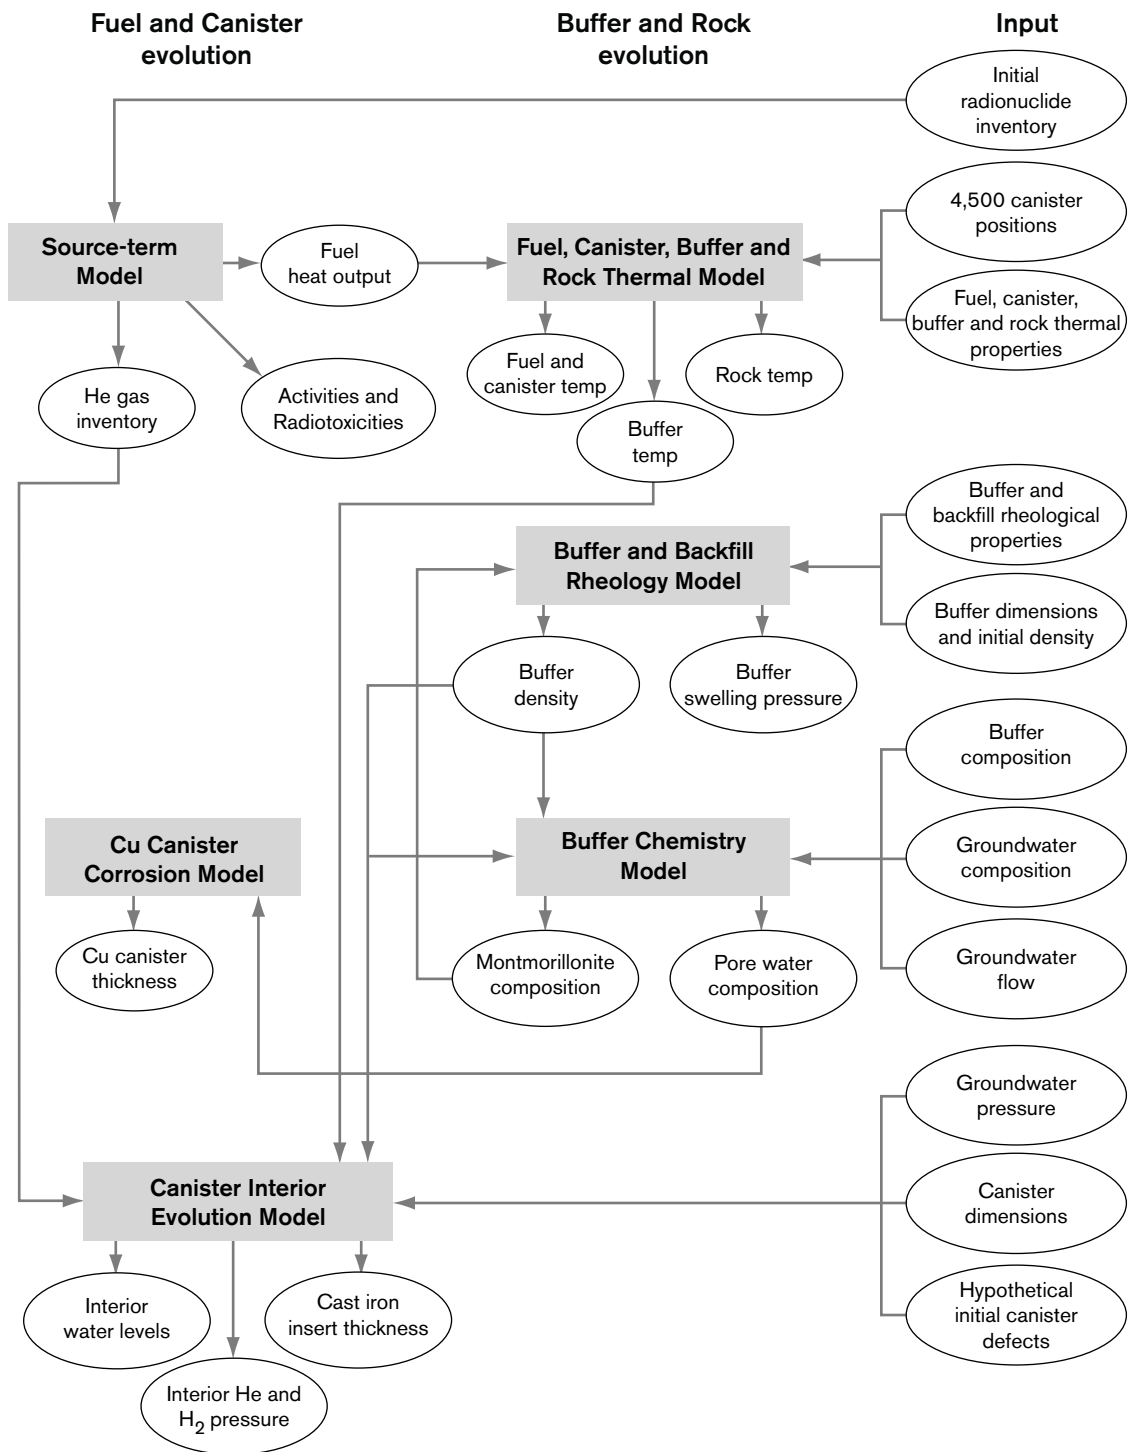 Fuel and Canister
evolution
Buffer and Rock
evolution
Input
Initial
radionuclide
inventory
4,500 canister
positions
Source-term
Model
Fuel
heat output
Fuel, Canister, Buffer and
Rock Thermal Model
Fuel, canister,
buffer and rock thermal
properties
Fuel and
canister temp
Rock temp
He gas
inventory
Activities and
Radiotoxicities
Buffer
temp
Buffer and
backfill rheological
properties
Buffer and Backfill
Rheology Model
Buffer dimensions
and initial density
Buffer
density
Buffer
swelling pressure
Buffer
composition
Cu Canister
Corrosion Model
Buffer Chemistry
Model
Groundwater
composition
Cu canister
thickness
Montmorillonite
composition
Pore water
composition
Groundwater
flow
Groundwater
pressure
Canister Interior
Evolution Model
Canister
dimensions
Interior
water levels
Cast iron
insert thickness
Hypothetical
initial canister
defects
Interior He and
H2 pressure